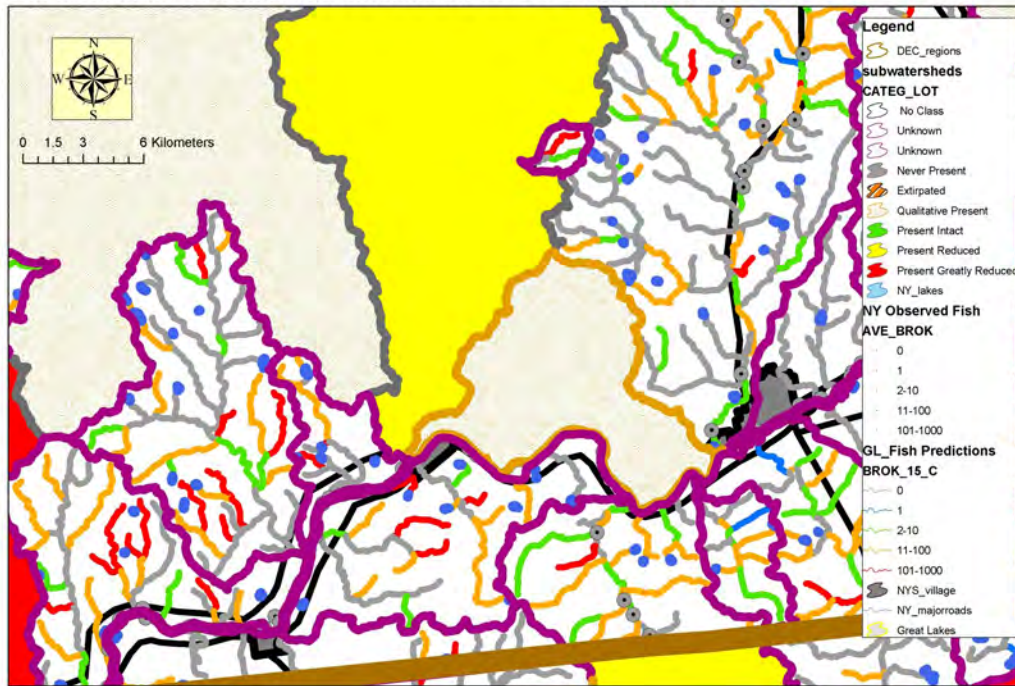 N
W E
S
0 1.5 3 6 Kilometers
Legend
DEC_regions
subwatersheds
CATEG_LOT
No Class
Unknown
Unknown
Never Present
Extirpated
Qualitative Present
Present Intact
Present Reduced
Present Greatly Reduced
NY_lakes
NY Observed Fish
AVE_BROK
0
1
2-10
11-100
101-1000
GL_Fish Predictions
BROK_15_C
0
1
2-10
11-100
101-1000
NYS_village
NY_majorroads
Great Lakes